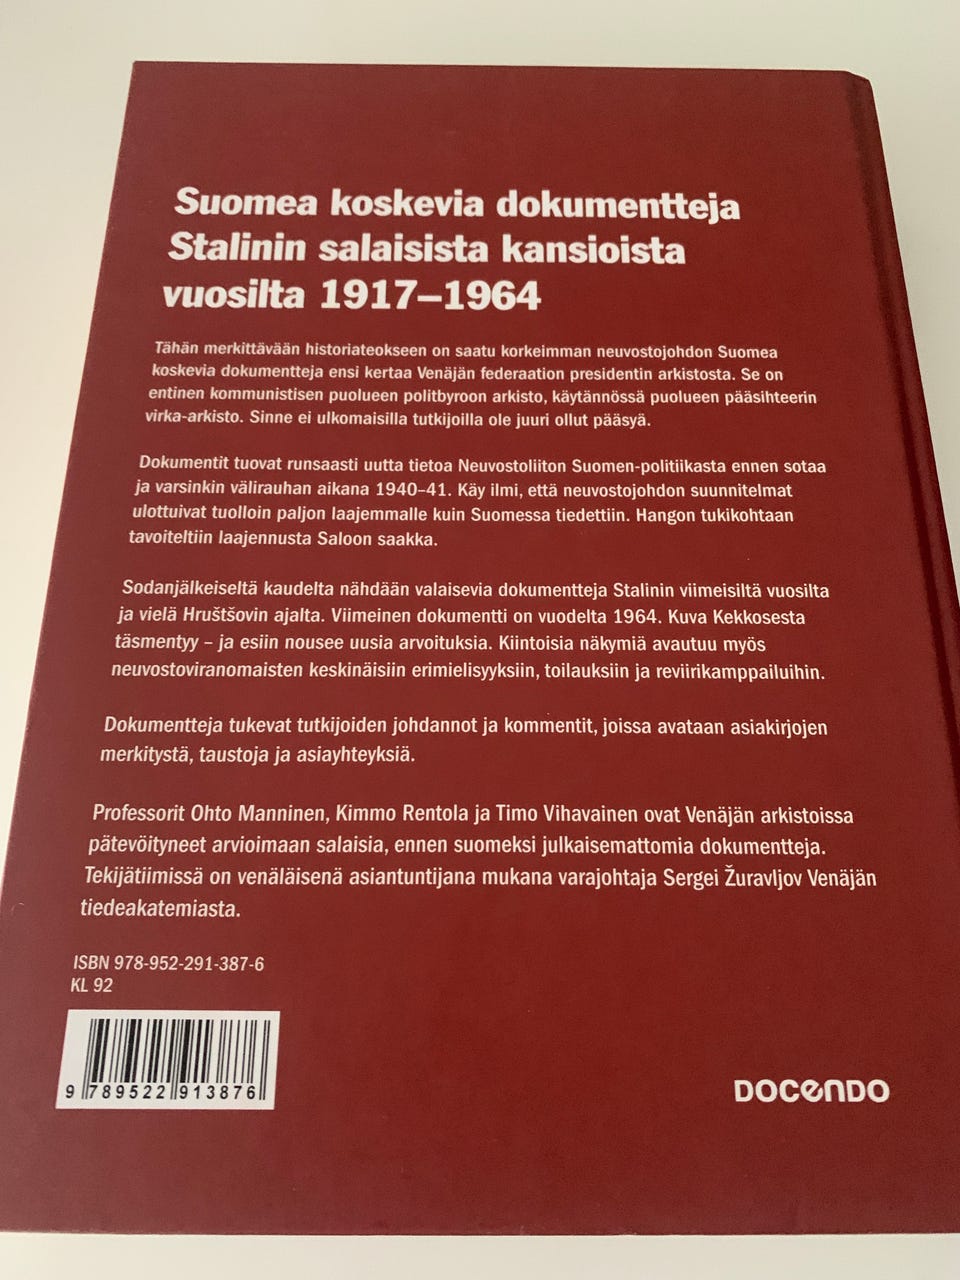 Suomea koskevia dokumentteja
Stalinin salaisista kansioista
vuosilta 1917–1964
Tähän merkittävään historiateokseen on saatu korkeimman neuvostojohdon Suomea
koskevia dokumentteja ensi kertaa Venäjän federaation presidentin arkistosta. Se on
entinen kommunistisen puolueen politbyroon arkisto, käytännössä puolueen pääsihteerin
virka-arkisto. Sinne ei ulkomaisilla tutkijoilla ole juuri ollut pääsyä.
Dokumentit tuovat runsaasti uutta tietoa Neuvostoliiton Suomen-politiikasta ennen sotaa
ja varsinkin välirauhan aikana 1940–41. Käy ilmi, että neuvostojohdon suunnitelmat
ulottuivat tuolloin paljon laajemmalle kuin Suomessa tiedettiin. Hangon tukikohtaan
tavoiteltiin laajennusta Saloon saakka.
Sodanjälkeiseltä kaudelta nähdään valaisevia dokumentteja Stalinin viimeisiltä vuosilta
ja vielä Hruštšovin ajalta. Viimeinen dokumentti on vuodelta 1964. Kuva Kekkosesta
täsmentyy – ja esiin nousee uusia arvoituksia. Kiintoisia näkymiä avautuu myös
neuvostoviranomaisten keskinäisiin erimielisyyksiin, toilauksiin ja reviirikamppailuihin.
Dokumentteja tukevat tutkijoiden johdannot ja kommentit, joissa avataan asiakirjojen
merkitystä, taustoja ja asiayhteyksiä.
Professorit Ohto Manninen, Kimmo Rentola ja Timo Vihavainen ovat Venäjän arkistoissa
pätevöityneet arvioimaan salaisia, ennen suomeksi julkaisemattomia dokumentteja.
Tekijätiimissä on venäläisenä asiantuntijana mukana varajohtaja Sergei Žuravljov Venäjän
tiedeakatemiasta.
ISBN 978-952-291-387-6
KL 92
9 789522 913876
DOCENDO